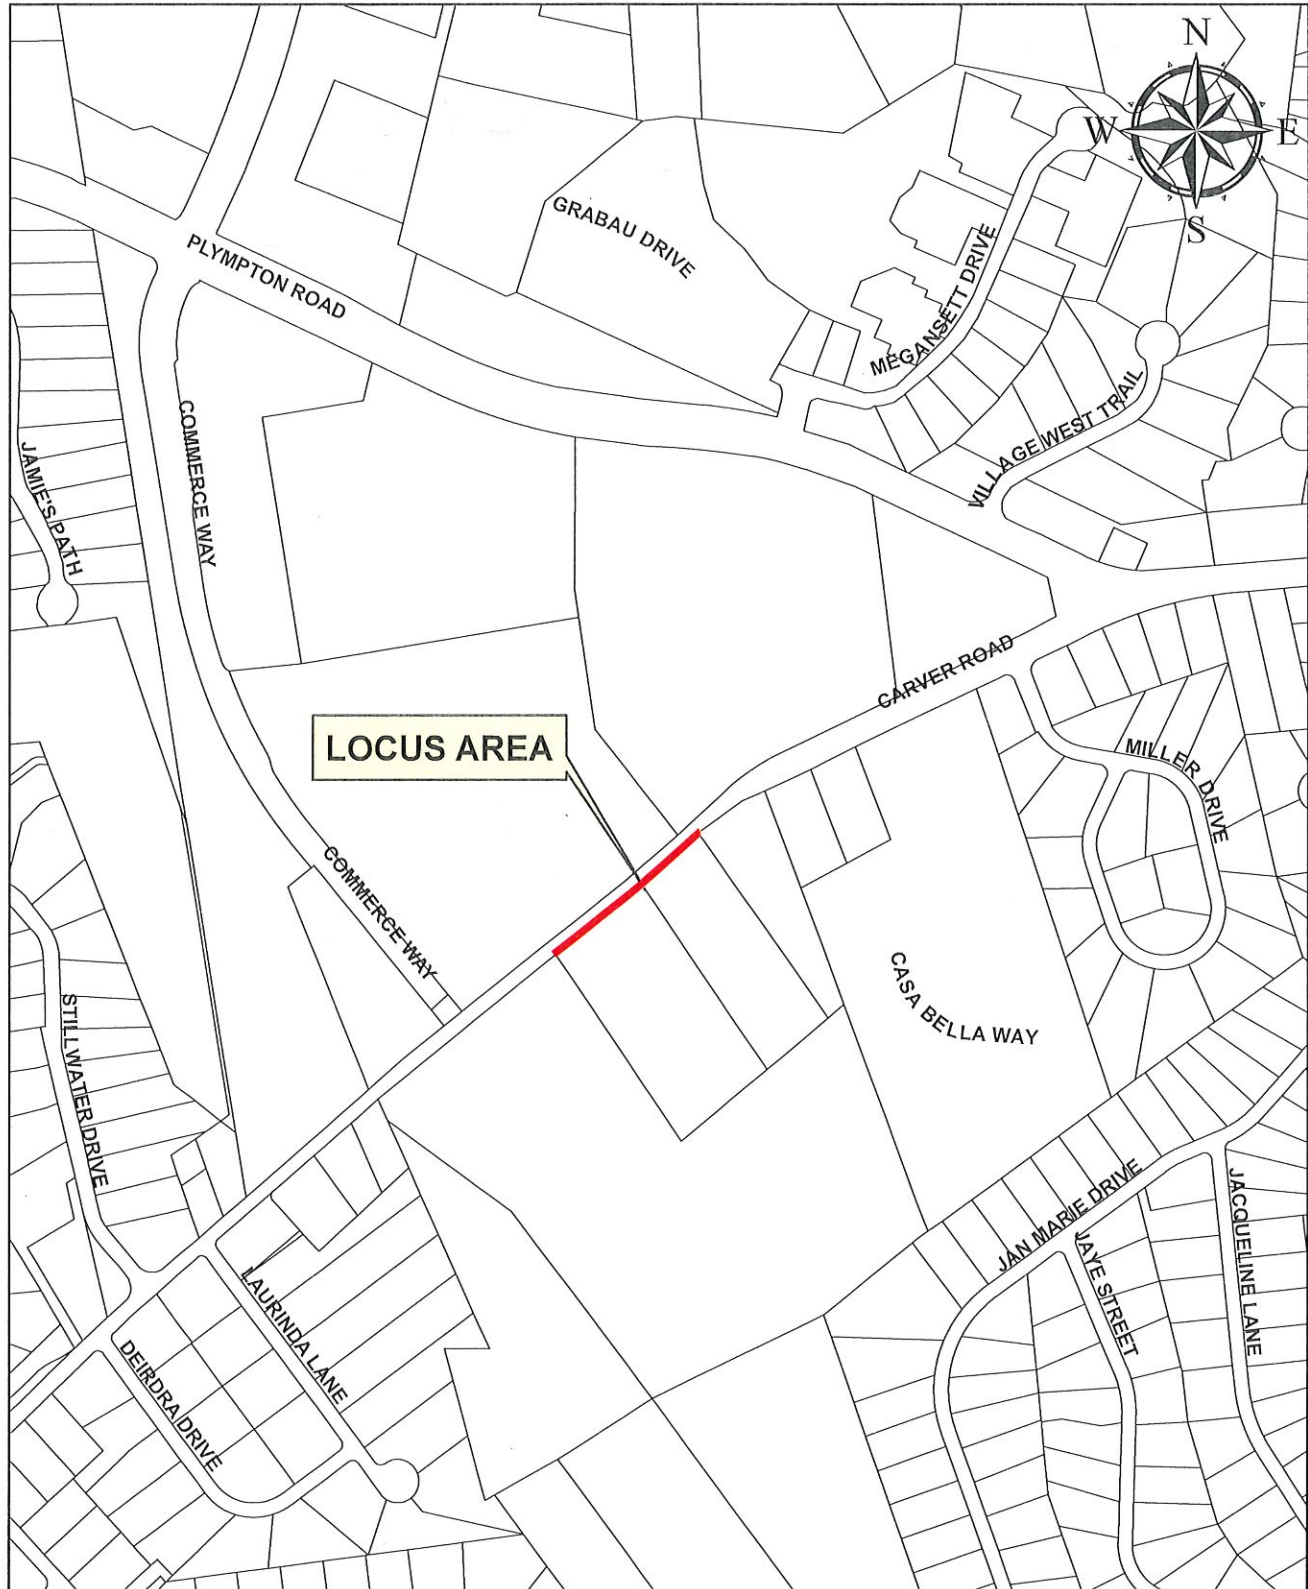 N
W
E
S
GRABAU DRIVE
PLYMPTON ROAD
MEGANSETT DRIVE
VILLAGE WEST TRAIL
COMMERCE WAY
JAMIE'S PATH
CARVER ROAD
LOCUS AREA
MILLER DRIVE
COMMERCE WAY
CASA BELLA WAY
STILLWATER DRIVE
JAN MARIE DRIVE
JACQUELINE LANE
JAYE STREET
LAURINDA LANE
DEIRDRA DRIVE